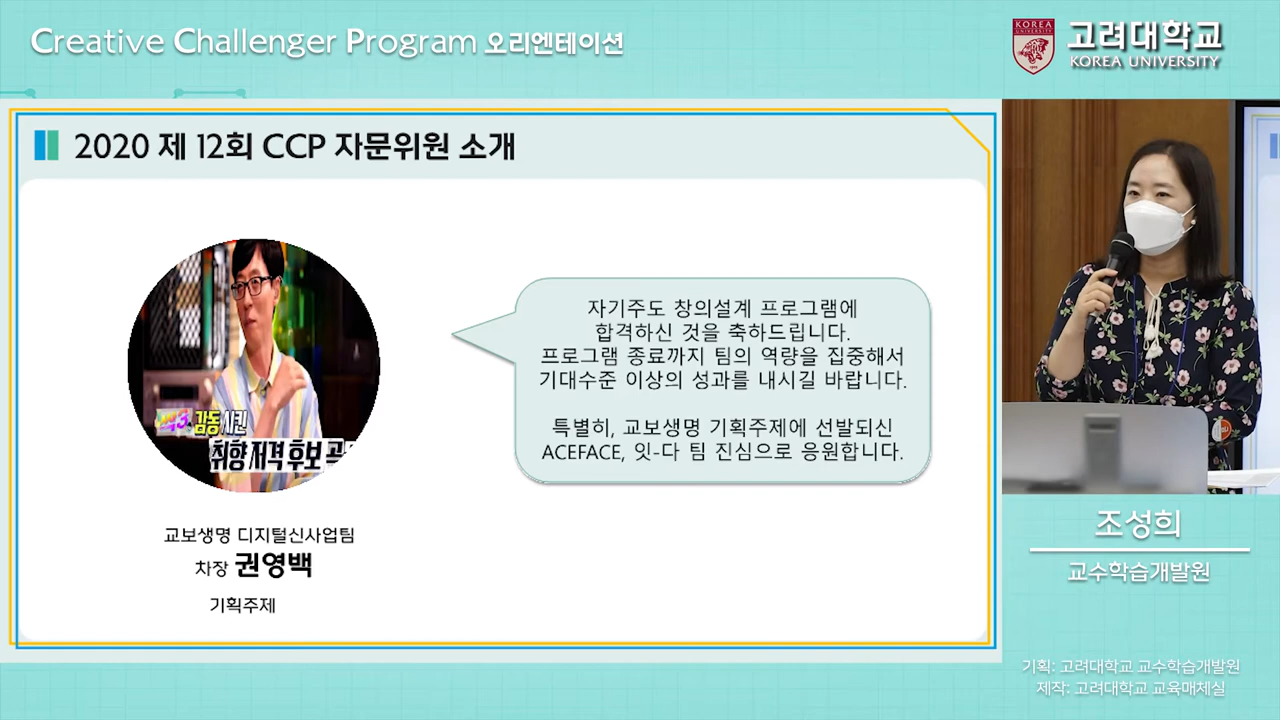 Creative Challenger Program 오리엔테이션
KOREA
UNIVERSITY
고려대학교
KOREA UNIVERSITY
2020 제 12회 CCP 자문위원 소개
감동시킨
취향저격 후보
자기주도 창의설계 프로그램에
합격하신 것을 축하드립니다.
프로그램 종료까지 팀의 역량을 집중해서
기대수준 이상의 성과를 내시길 바랍니다.
특별히, 교보생명 기획주제에 선발되신
ACEFACE, 잇-다 팀 진심으로 응원합니다.
교보생명 디지털신사업팀
차장 권영백
기획주제
조성희
교수학습개발원
기획: 고려대학교 교수학습개발원
제작: 고려대학교 교육매체실